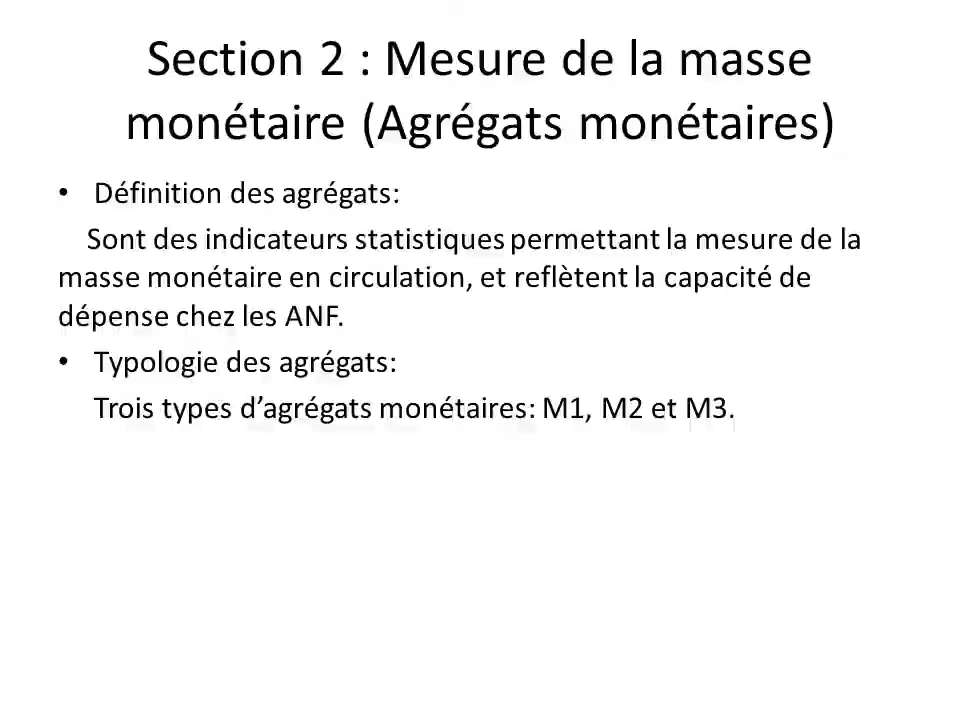 Section 2 : Mesure de la masse
monétaire (Agrégats monétaires)
• Définition des agrégats:
Sont des indicateurs statistiques permettant la mesure de la
masse monétaire en circulation, et reflètent la capacité de
dépense chez les ANF.
• Typologie des agrégats:
Trois types d’agrégats monétaires: M1, M2 et M3.